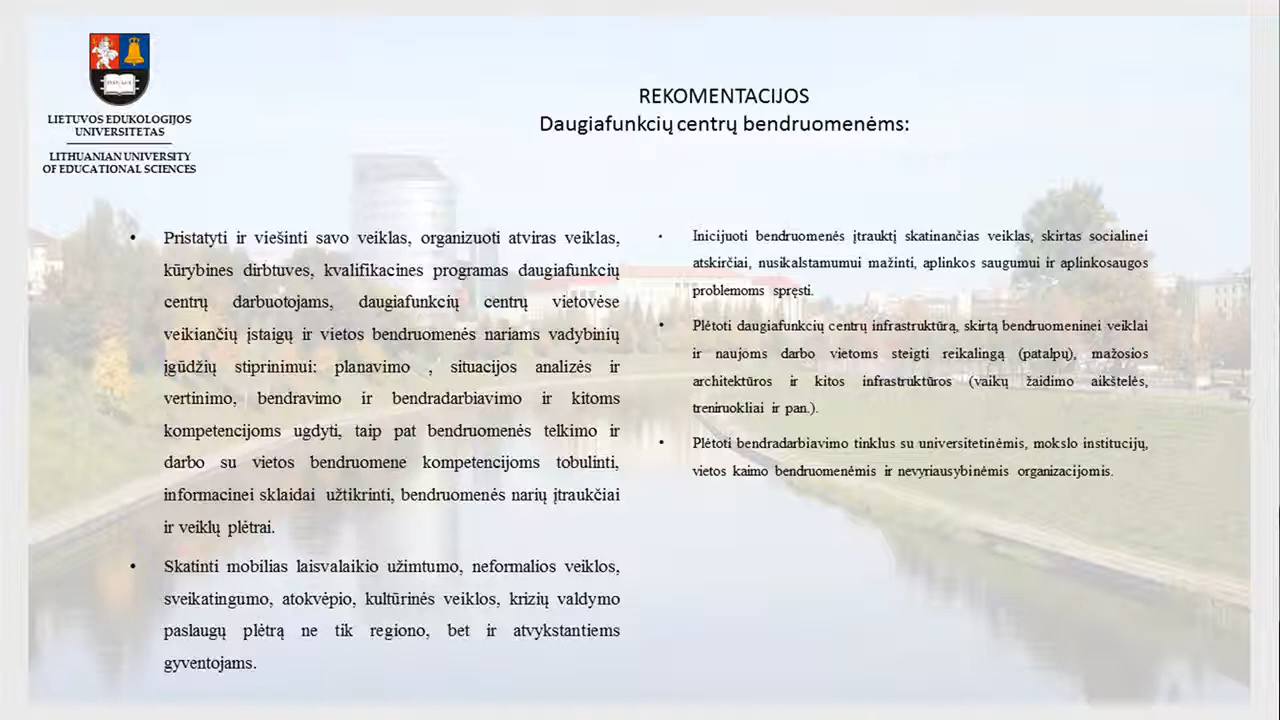 LIETUVOS EDUKOLOGIJOS
UNIVERSITETAS
LITHUANIAN UNIVERSITY
OF EDUCATIONAL SCIENCES
REKOMENTACIJOS
Daugiafunkcių centrų bendruomenėms:
• Pristatyti ir viešinti savo veiklas, organizuoti atviras veiklas,
kūrybines dirbtuves, kvalifikacines programas daugiafunkcių
centrų darbuotojams, daugiafunkcių centrų vietovėse
veikiančių įstaigų ir vietos bendruomenės nariams vadybinių
įgūdžių stiprinimui: planavimo , situacijos analizės ir
vertinimo, bendravimo ir bendradarbiavimo ir kitoms
kompetencijoms ugdyti, taip pat bendruomenės telkimo ir
darbo su vietos bendruomene kompetencijoms tobulinti,
informacinei sklaidai užtikrinti, bendruomenės narių įtraukčiai
ir veiklų plėtrai.
• Skatinti mobilias laisvalaikio užimtumo, neformalios veiklos,
sveikatingumo, atokvėpio, kultūrinės veiklos, krizių valdymo
paslaugų plėtrą ne tik regiono, bet ir atvykstantiems
gyventojams.
• Inicijuoti bendruomenės įtrauktį skatinančias veiklas, skirtas socialinei
atskirčiai, nusikalstamumui mažinti, aplinkos saugumui ir aplinkosaugos
problemoms spręsti.
• Plėtoti daugiafunkcių centrų infrastruktūrą, skirtą bendruomeninei veiklai
ir naujoms darbo vietoms steigti reikalingą (patalpų), mažosios
architektūros ir kitos infrastruktūros (vaikų žaidimo aikštelės,
treniruokliai ir pan.).
• Plėtoti bendradarbiavimo tinklus su universitetinėmis, mokslo institucijų,
vietos kaimo bendruomenėmis ir nevyriausybinėmis organizacijomis.